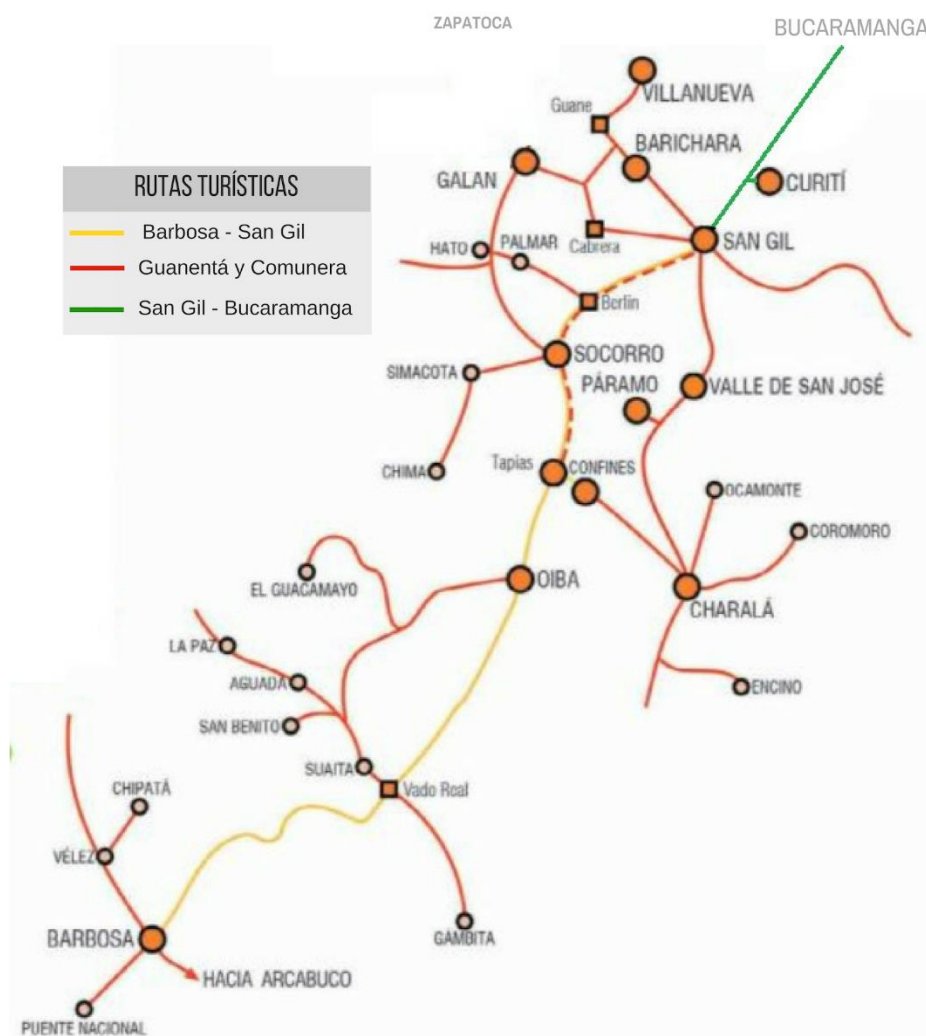 ZAPATOCA
BUCARAMANGA
VILLANUEVA
Guane
BARICHARA
GALAN
CURITÍ
RUTAS TURÍSTICAS
Barbosa - San Gil
Guanentá y Comunera
San Gil - Bucaramanga
SAN GIL
HATO
PALMAR
Cabrera
Berlín
SOCORRO
SIMACOTA
PÁRAMO
VALLE DE SAN JOSÉ
CHIMA
Tapias
CONFINES
OCAMONTE
COROMORO
EL GUACAMAYO
OIBA
CHARALÁ
LA PAZ
AGUADA
ENCINO
SAN BENITO
SUAITA
Vado Real
CHIPATÁ
VÉLEZ
BARBOSA
GÁMBITA
HACIA ARCABUCO
PUENTE NACIONAL